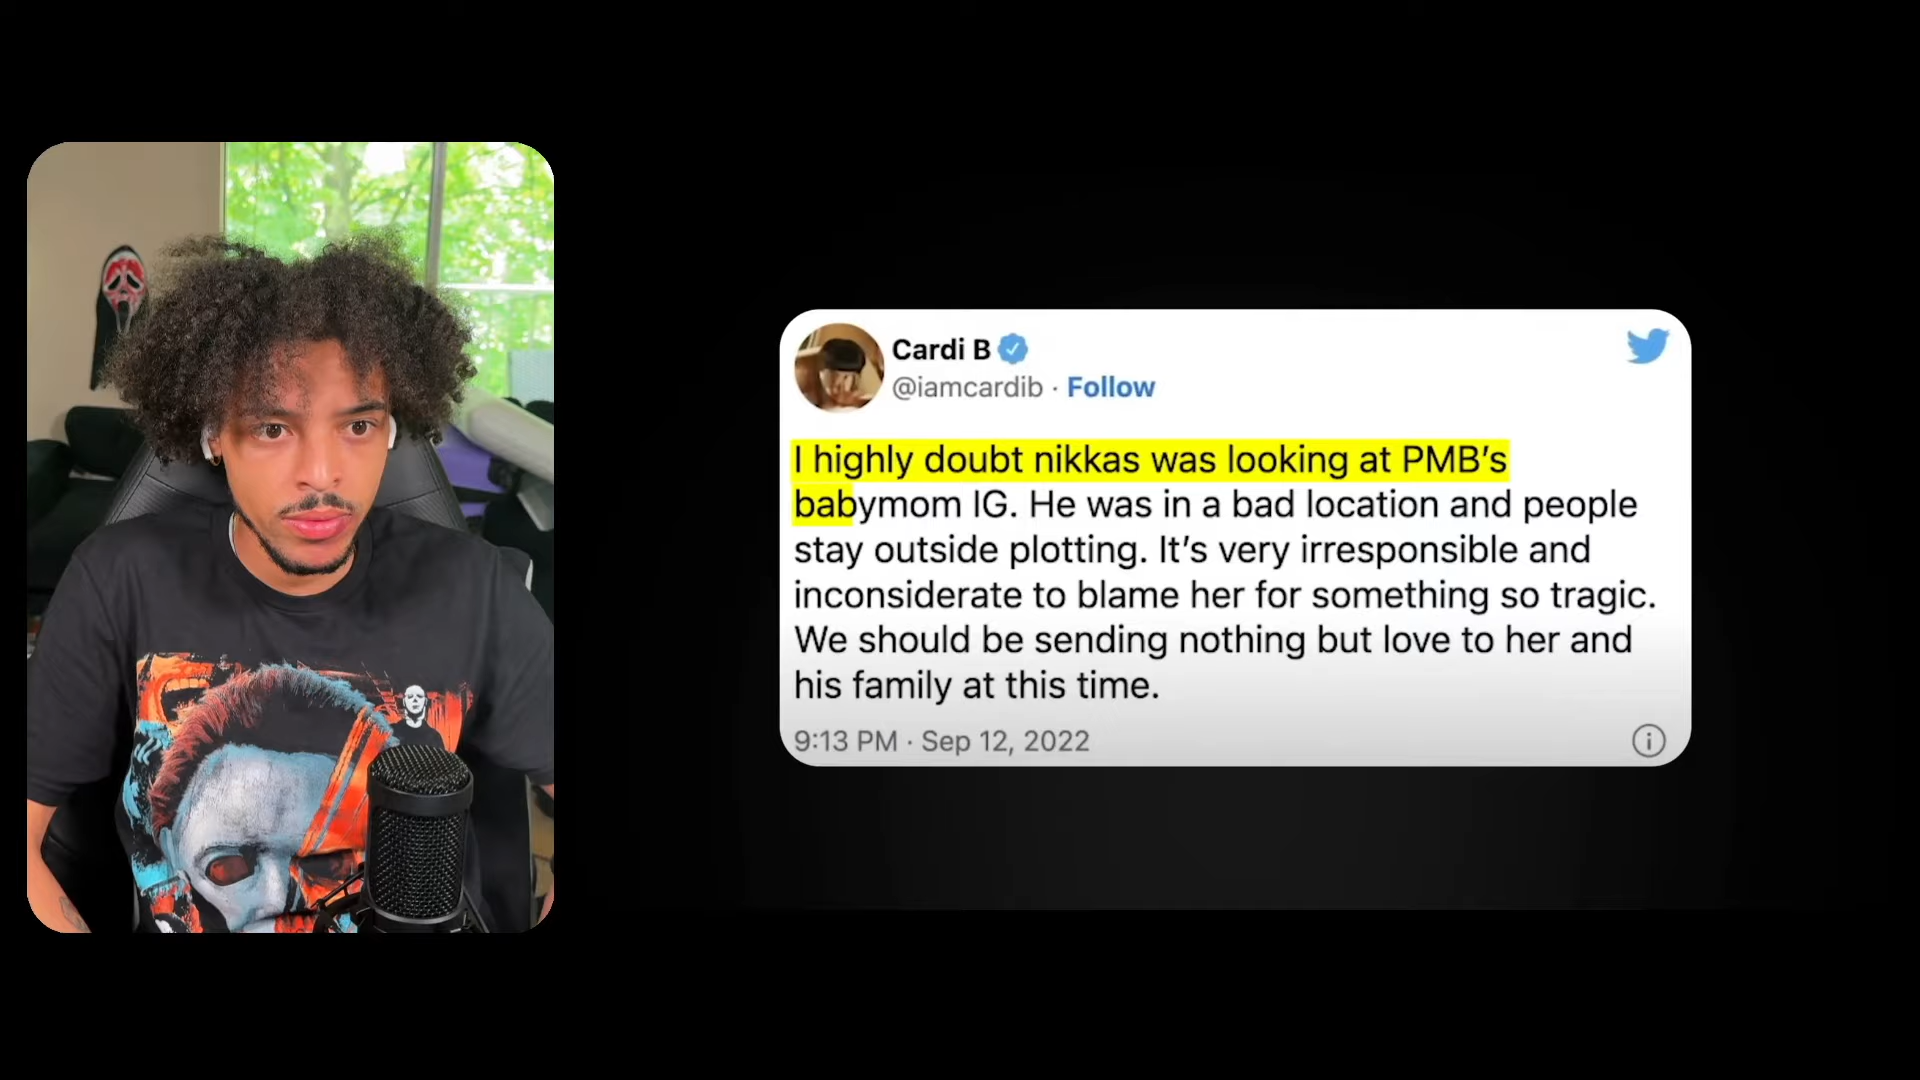 Cardi B
@iamcardib · Follow
I highly doubt nikkas was looking at PMB’s
babymom IG. He was in a bad location and people
stay outside plotting. It’s very irresponsible and
inconsiderate to blame her for something so tragic.
We should be sending nothing but love to her and
his family at this time.
9:13 PM · Sep 12, 2022